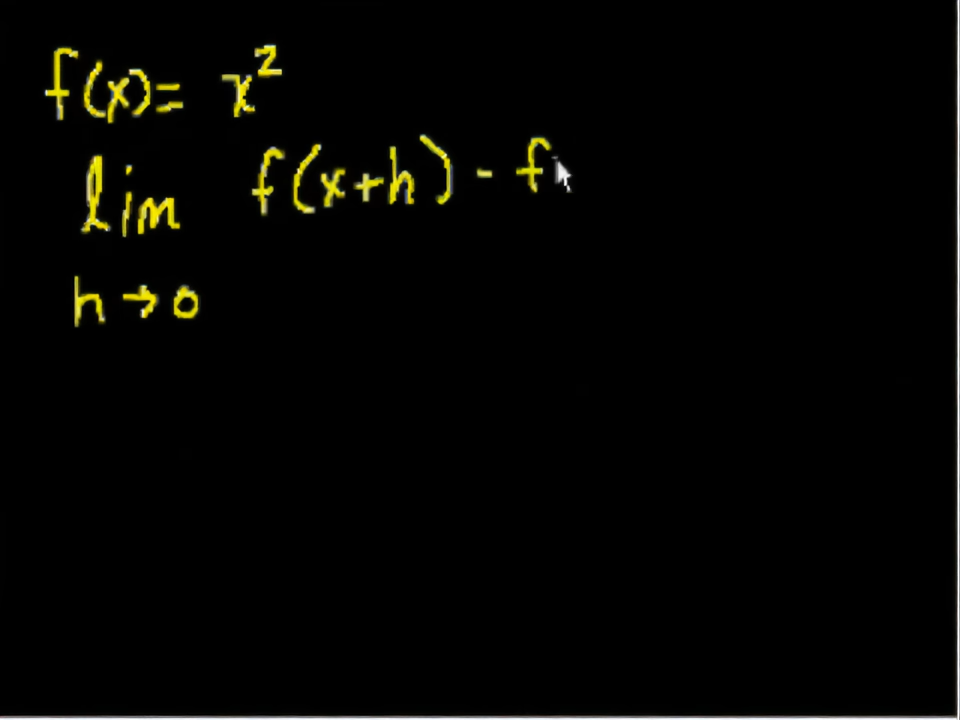 f(x) = x²
lim f(x+h) - f
h → 0